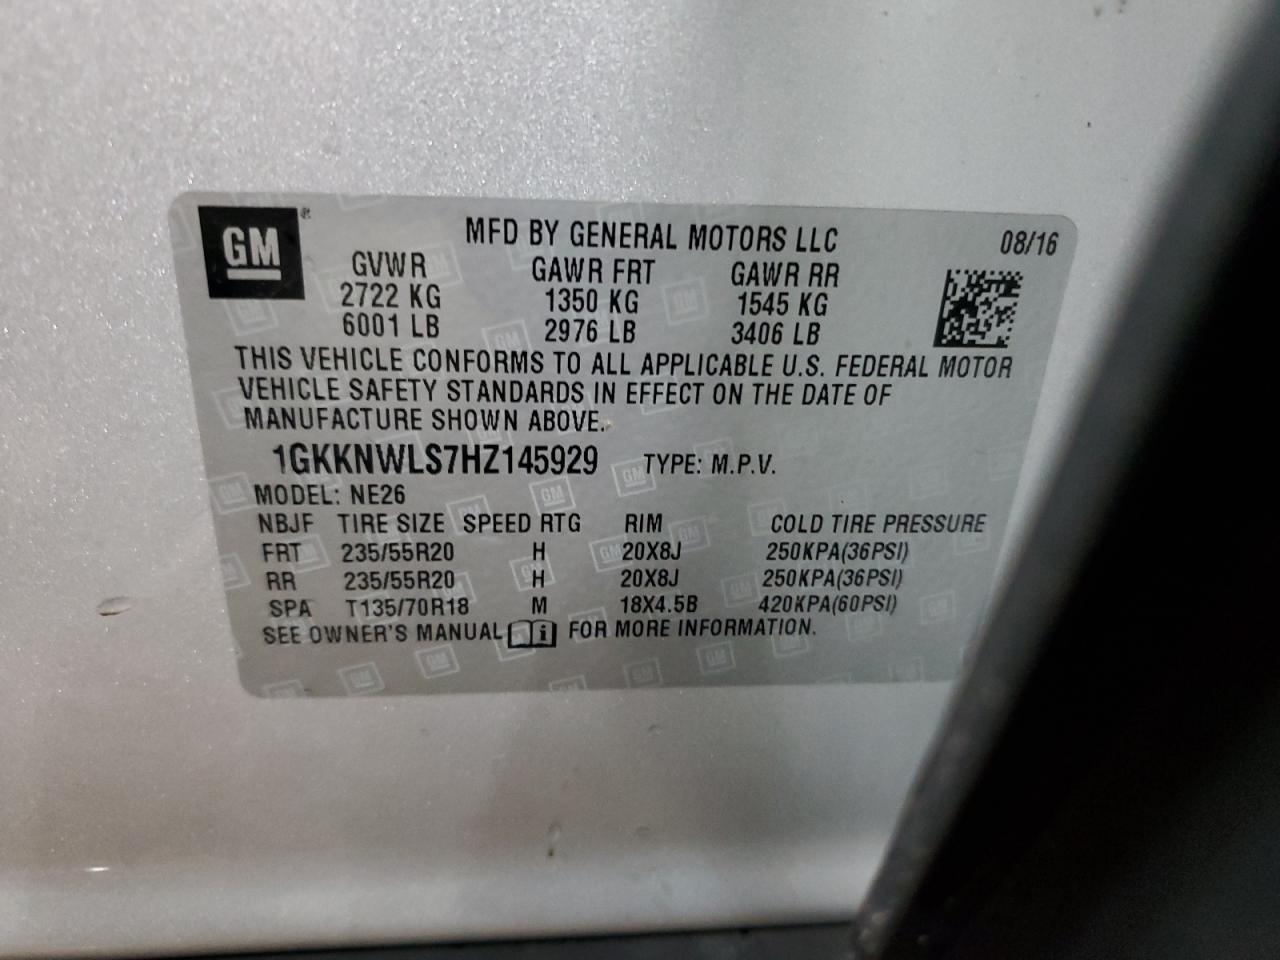 GM ®
MFD BY GENERAL MOTORS LLC 08/16
GVWR GAWR FRT GAWR RR
2722 KG 1350 KG 1545 KG
6001 LB 2976 LB 3406 LB
THIS VEHICLE CONFORMS TO ALL APPLICABLE U.S. FEDERAL MOTOR
VEHICLE SAFETY STANDARDS IN EFFECT ON THE DATE OF
MANUFACTURE SHOWN ABOVE.
1GKKNWLS7HZ145929 TYPE: M.P.V.
MODEL: NE26
NBJF TIRE SIZE SPEED RTG RIM COLD TIRE PRESSURE
FRT 235/55R20 H 20X8J 250KPA(36PSI)
RR 235/55R20 H 20X8J 250KPA(36PSI)
SPA T135/70R18 M 18X4.5B 420KPA(60PSI)
SEE OWNER'S MANUAL FOR MORE INFORMATION.